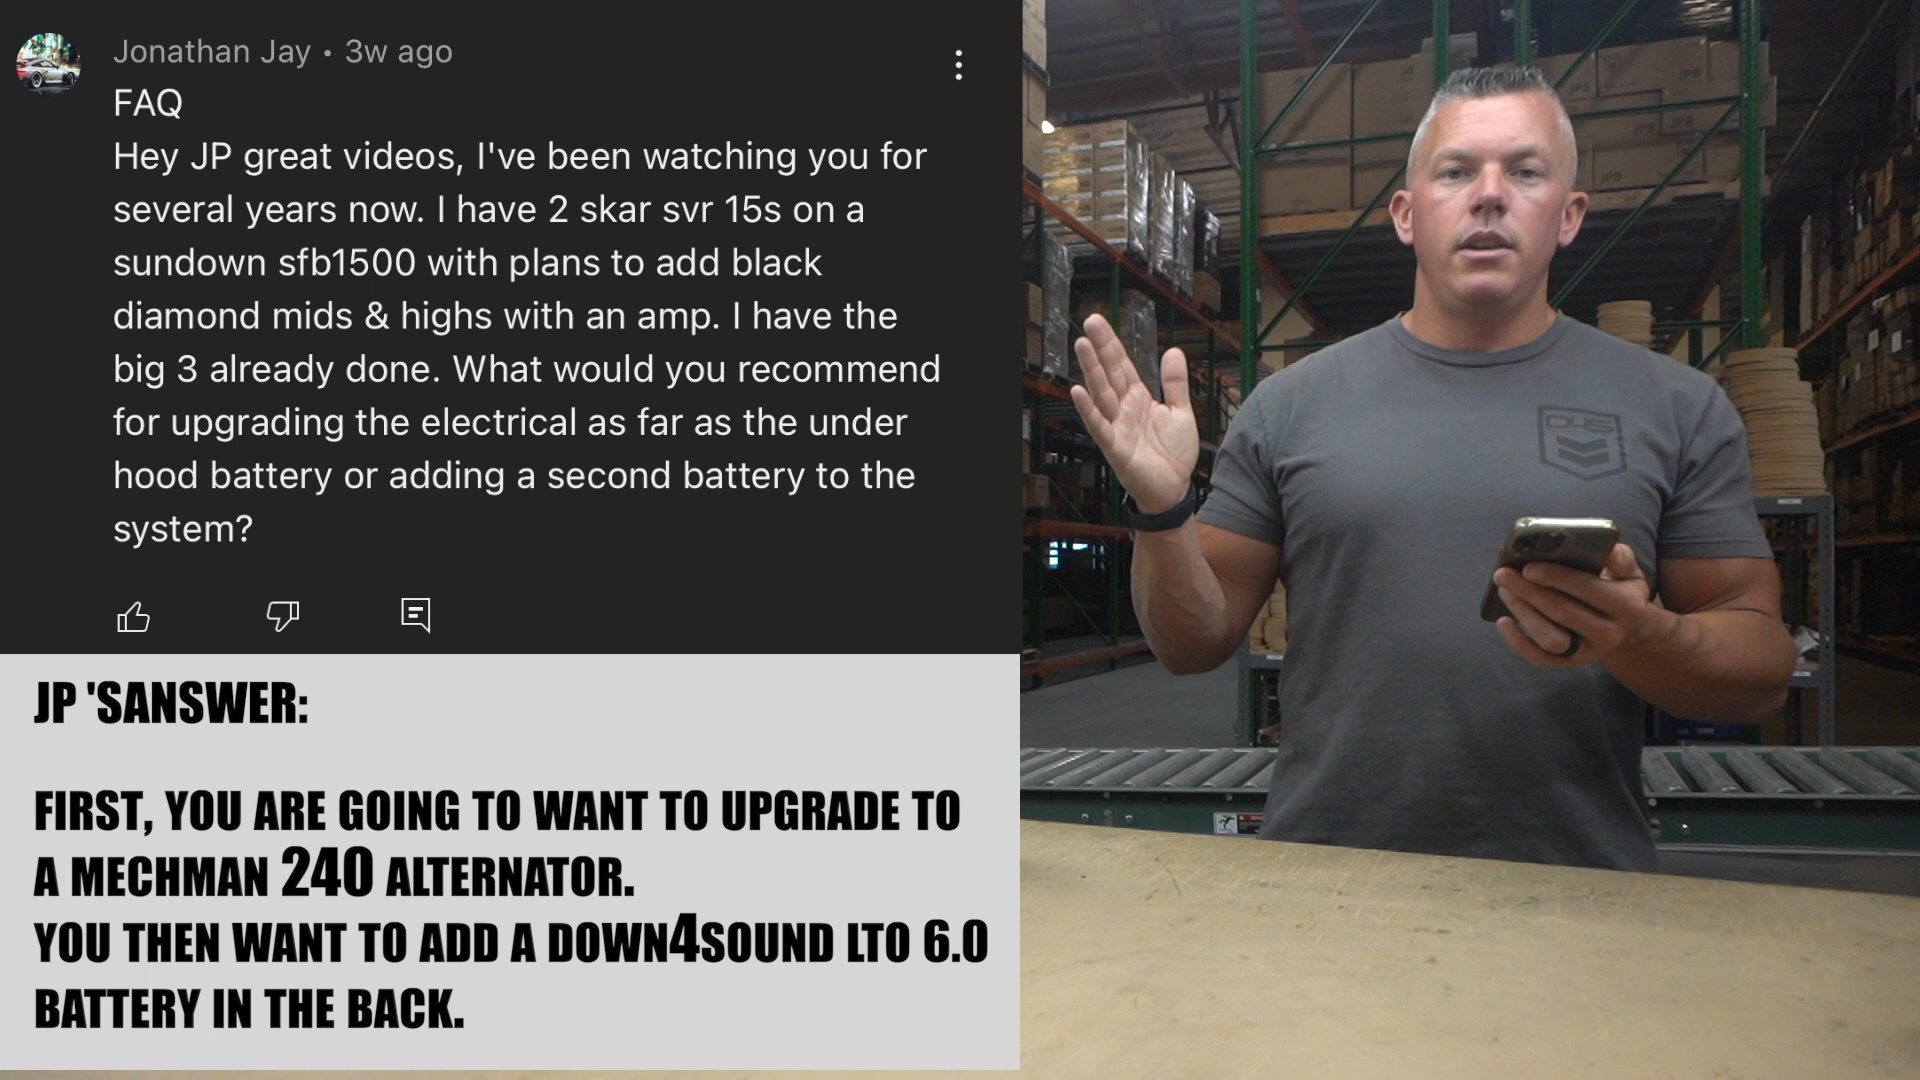 Jonathan Jay • 3w ago
FAQ
Hey JP great videos, I've been watching you for
several years now. I have 2 skar svr 15s on a
sundown sfb1500 with plans to add black
diamond mids & highs with an amp. I have the
big 3 already done. What would you recommend
for upgrading the electrical as far as the under
hood battery or adding a second battery to the
system?
JP 'SANSWER:
FIRST, YOU ARE GOING TO WANT TO UPGRADE TO
A MECHMAN 240 ALTERNATOR.
YOU THEN WANT TO ADD A DOWN4SOUND LTO 6.0
BATTERY IN THE BACK.
JP8
JP8
JP8
JP8